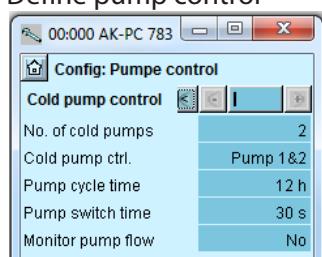 Define pump control
00:000 AK-PC 783
Config: Pumpe control
Cold pump control
No. of cold pumps 2
Cold pump ctrl. Pump 1&2
Pump cycle time 12 h
Pump switch time 30 s
Monitor pump flow No